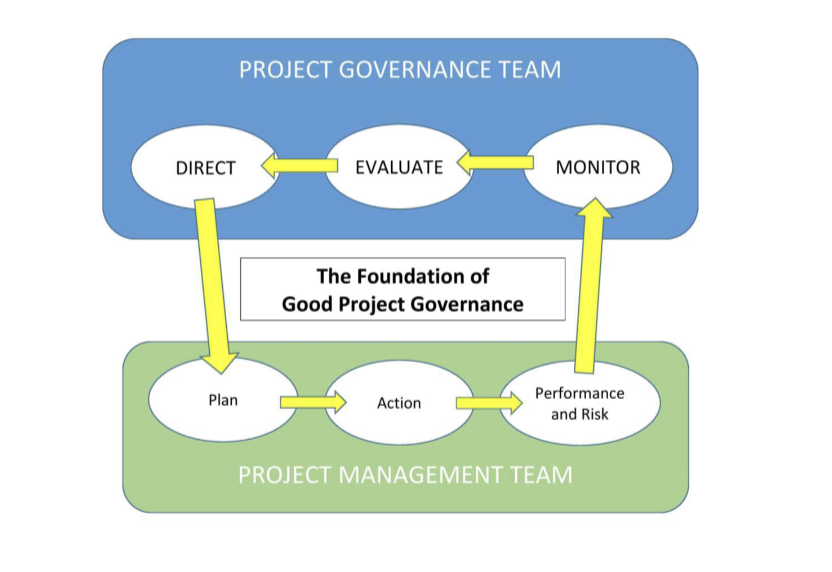 PROJECT GOVERNANCE TEAM
DIRECT
EVALUATE
MONITOR
The Foundation of
Good Project Governance
Plan
Action
Performance
and Risk
PROJECT MANAGEMENT TEAM